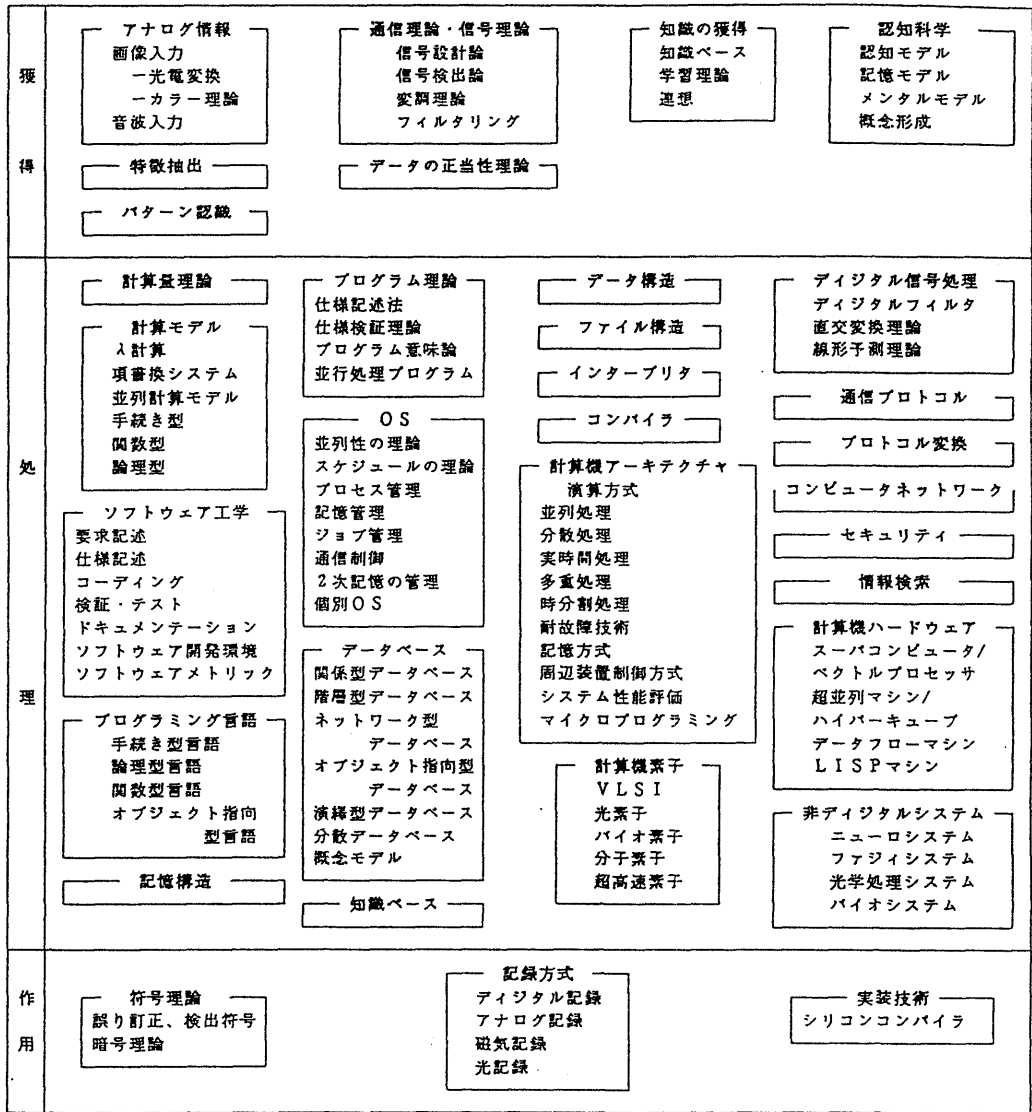 獲得
アナログ情報
画像入力
ー光電変換
ーカラー理論
音波入力
特徴抽出
パターン認識
通信理論・信号理論
信号設計論
信号検出論
変調理論
フィルタリング
データの正当性理論
知識の獲得
知識ベース
学習理論
連想
認知科学
認知モデル
記憶モデル
メンタルモデル
概念形成
処理
計算量理論
計算モデル
λ計算
項書換システム
並列計算モデル
手続き型
関数型
論理型
ソフトウェア工学
要求記述
仕様記述
コーディング
検証・テスト
ドキュメンテーション
ソフトウェア開発環境
ソフトウェアメトリック
プログラミング言語
手続き型言語
論理型言語
関数型言語
オブジェクト指向
型言語
記憶構造
プログラム理論
仕様記述法
仕様検証理論
プログラム意味論
並行処理プログラム
OS
並列性の理論
スケジュールの理論
プロセス管理
記憶管理
ジョブ管理
通信制御
2次記憶の管理
個別OS
データベース
関係型データベース
階層型データベース
ネットワーク型
データベース
オブジェクト指向型
データベース
演繹型データベース
分散データベース
概念モデル
知識ベース
データ構造
ファイル構造
インタープリタ
コンパイラ
計算機アーキテクチャ
演算方式
並列処理
分散処理
実時間処理
多重処理
時分割処理
耐故障技術
記憶方式
周辺装置制御方式
システム性能評価
マイクロプログラミング
計算機素子
VLSI
光素子
バイオ素子
分子素子
超高速素子
ディジタル信号処理
ディジタルフィルタ
直交変換理論
線形予測理論
通信プロトコル
プロトコル変換
コンピュータネットワーク
セキュリティ
情報検索
計算機ハードウェア
スーパコンピュータ/
ベクトルプロセッサ
超並列マシン/
ハイパーキューブ
データフローマシン
LISPマシン
非ディジタルシステム
ニューロシステム
ファジィシステム
光学処理システム
バイオシステム
作用
符号理論
誤り訂正、検出符号
暗号理論
記録方式
ディジタル記録
アナログ記録
磁気記録
光記録
実装技術
シリコンコンパイラ